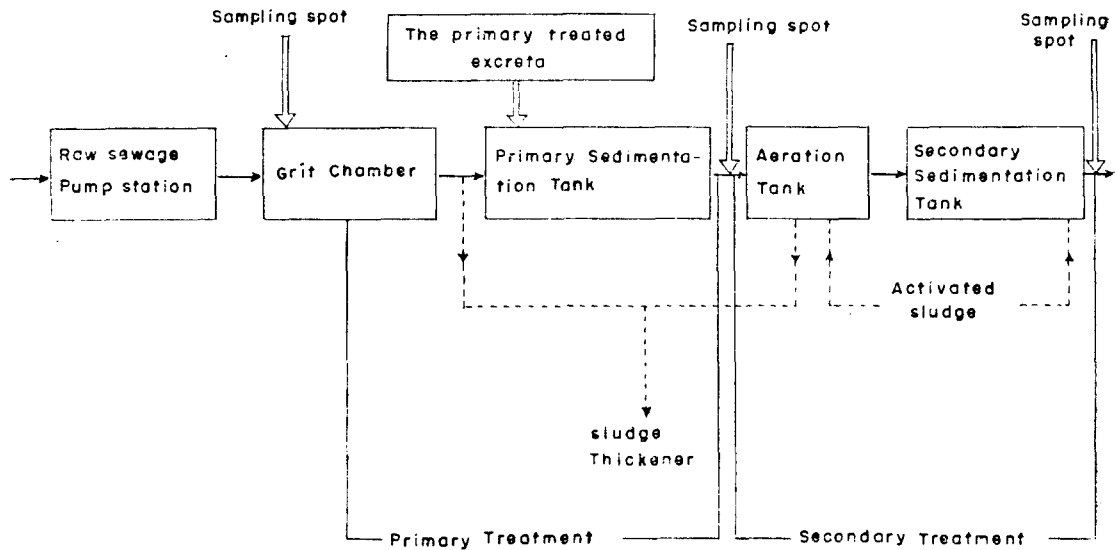 Sampling spot
The primary treated
excreta
Sampling spot
Sampling
spot
Raw sewage
Pump station
Grit Chamber
Primary Sedimenta-
tion Tank
Aeration
Tank
Secondary
Sedimentation
Tank
Activated
sludge
sludge
Thickener
Primary Treatment
Secondary Treatment